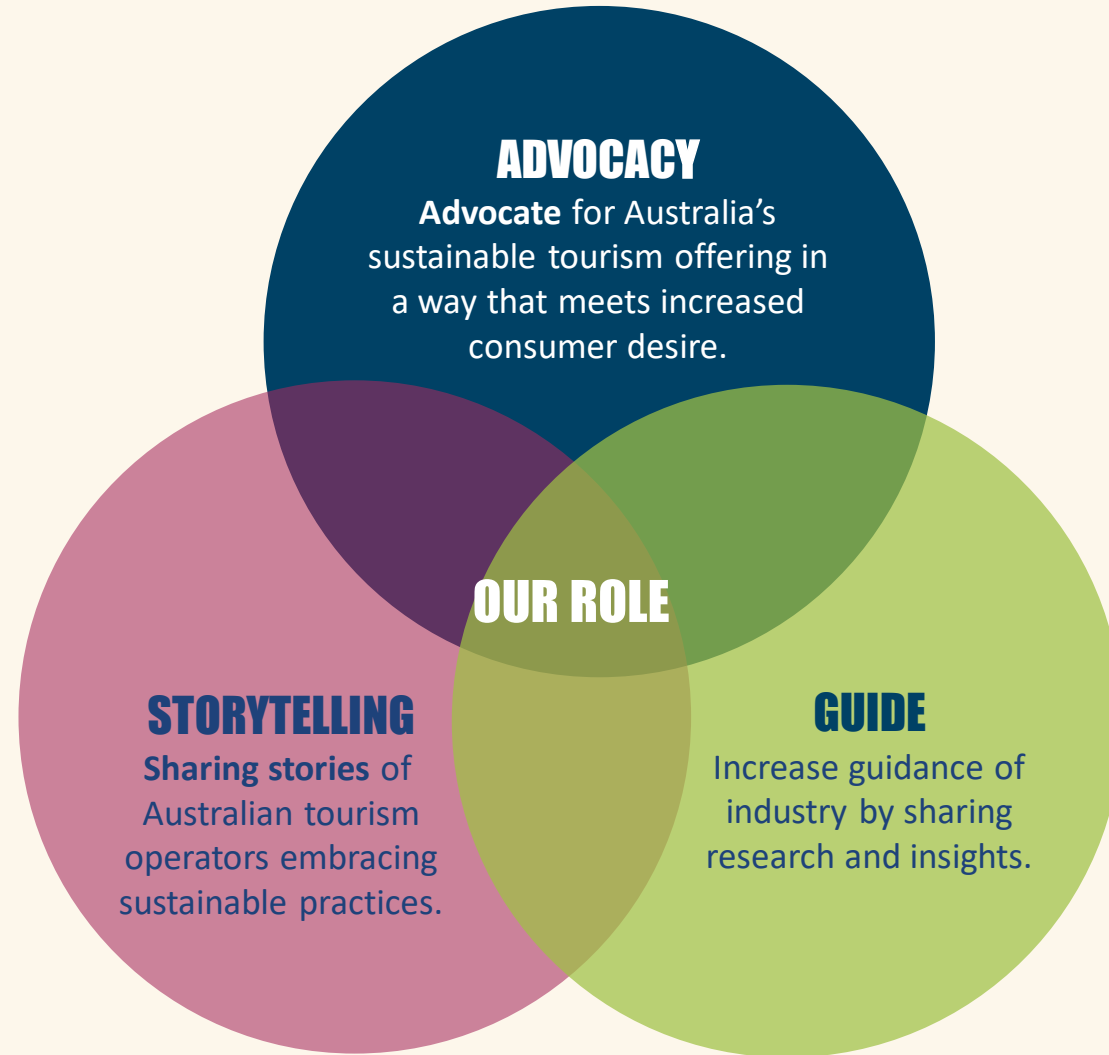 ADVOCACY
Advocate for Australia’s
sustainable tourism offering in
a way that meets increased
consumer desire.
OUR ROLE
STORYTELLING
Sharing stories of
Australian tourism
operators embracing
sustainable practices.
GUIDE
Increase guidance of
industry by sharing
research and insights.